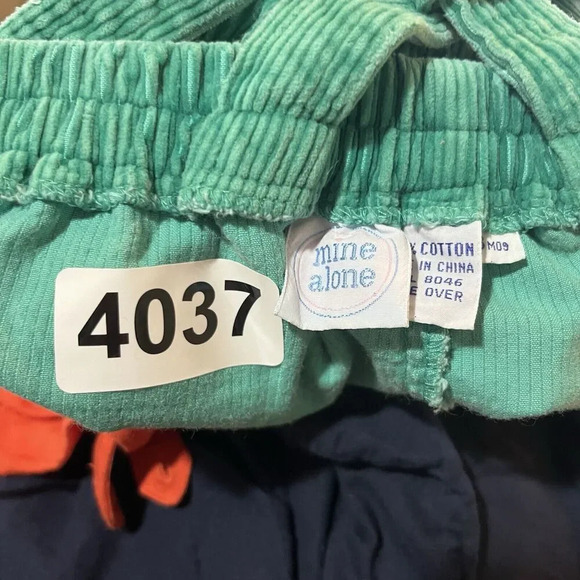 4037
mine
alone
% COTTON
IN CHINA
8046
OVER
M09